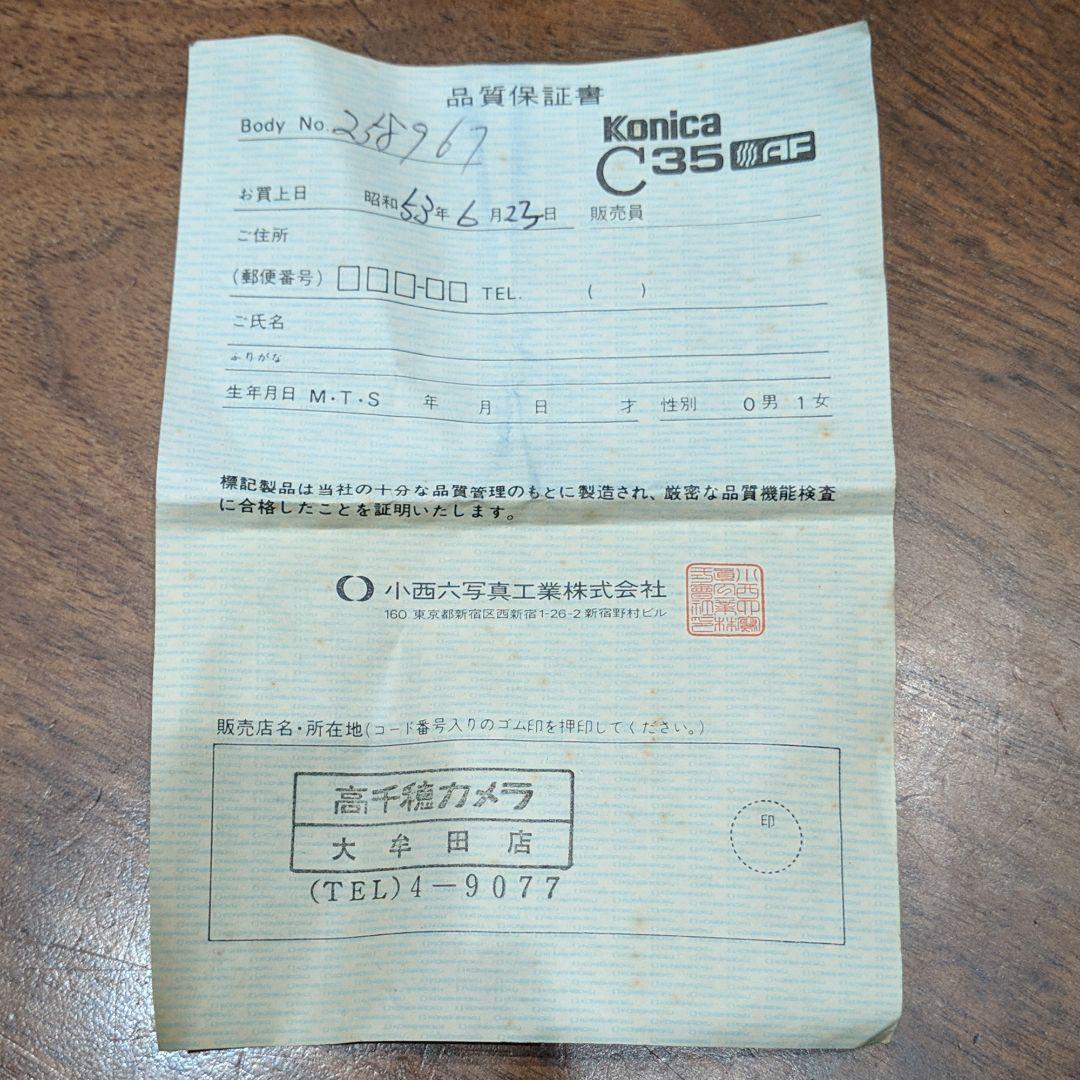 品質保証書
Body No. 258967
Konica
C35 AF
お買上日 昭和53年6月23日 販売員
ご住所
(郵便番号) □□□-□□ TEL. ( )
ご氏名
ふりがな
生年月日 M・T・S 年 月 日 才 性別 0男 1女
標記製品は当社の十分な品質管理のもとに製造され、厳密な品質機能検査
に合格したことを証明いたします。
小西六写真工業株式会社
160 東京都新宿区西新宿1-26-2 新宿野村ビル
販売店名・所在地(コード番号入りのゴム印を押印してください。)
高千穂カメラ
大牟田店
(TEL)4-9077
印